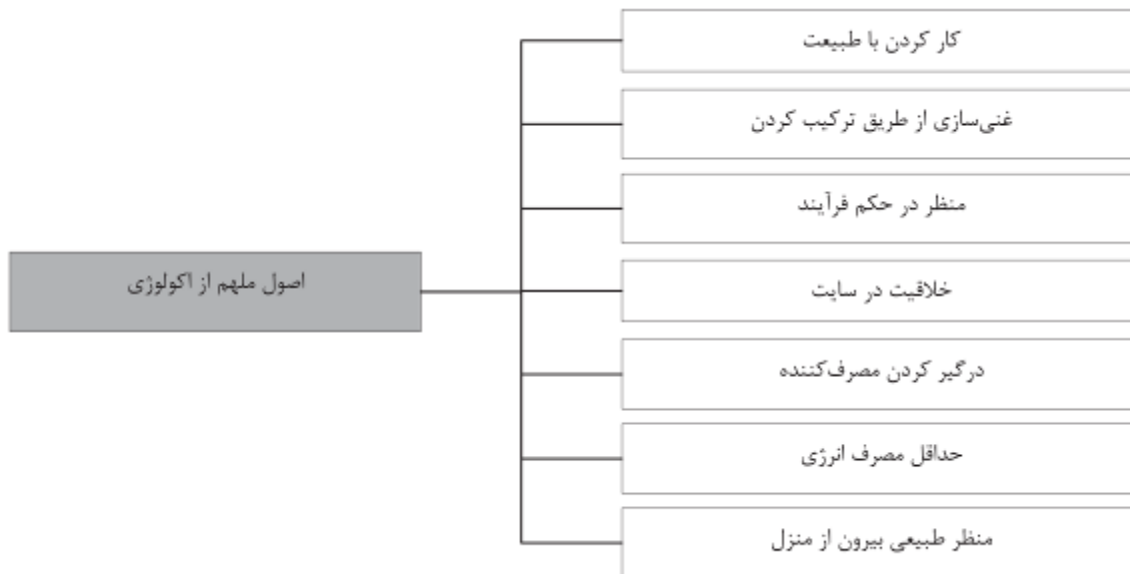 اصول ملهم از اکولوژی
کار کردن با طبیعت
غنی‌سازی از طریق ترکیب کردن
منظر در حکم فرآیند
خلاقیت در سایت
درگیر کردن مصرف‌کننده
حداقل مصرف انرژی
منظر طبیعی بیرون از منزل